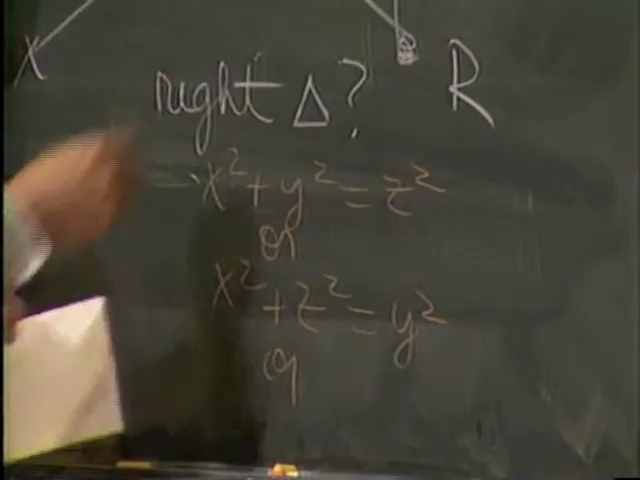 X
right Δ? R
x² + y² = z²
or
x² + z² = y²
or